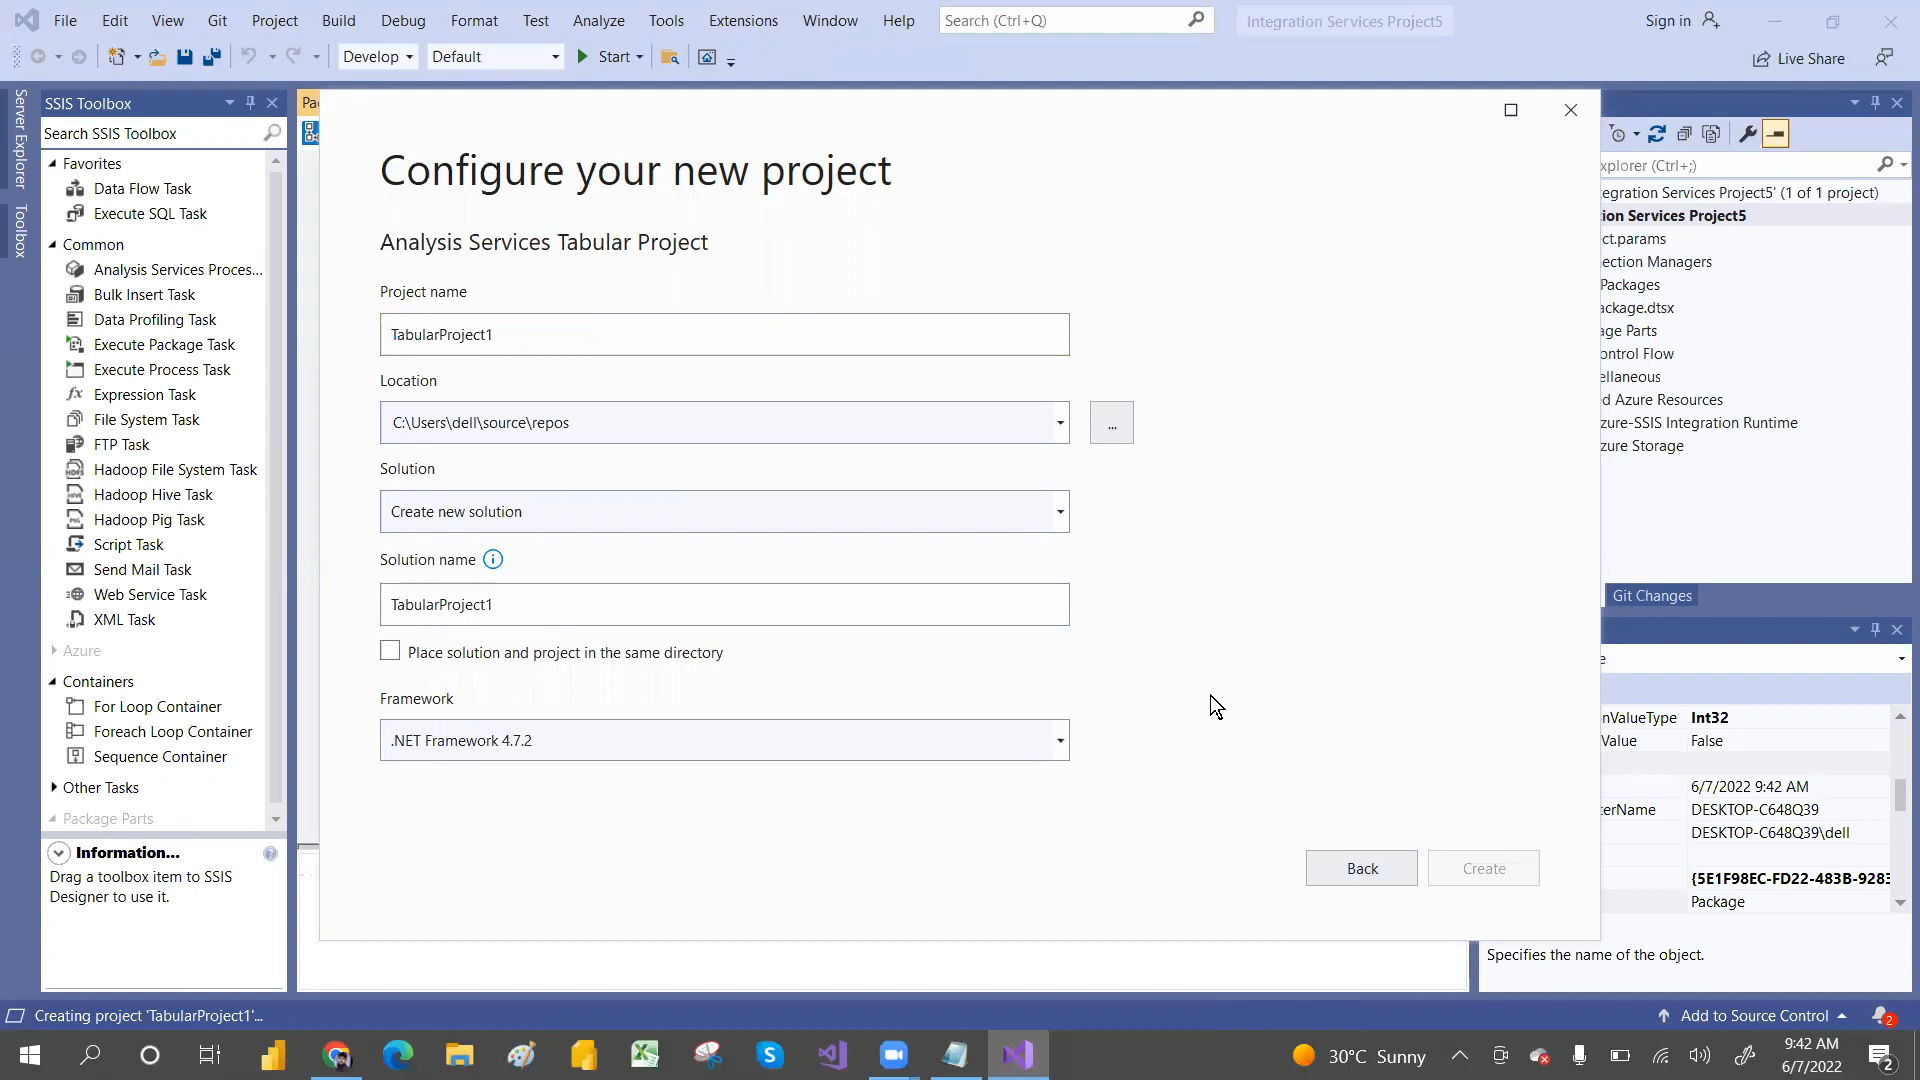 File Edit View Git Project Build Debug Format Test Analyze Tools Extensions Window Help Search (Ctrl+Q) Integration Services Project5 Sign in
Develop Default Start Live Share
Server Explorer
Toolbox
SSIS Toolbox
Search SSIS Toolbox
Favorites
Data Flow Task
Execute SQL Task
Common
Analysis Services Proces...
Bulk Insert Task
Data Profiling Task
Execute Package Task
Execute Process Task
Expression Task
File System Task
FTP Task
Hadoop File System Task
Hadoop Hive Task
Hadoop Pig Task
Script Task
Send Mail Task
Web Service Task
XML Task
Azure
Containers
For Loop Container
Foreach Loop Container
Sequence Container
Other Tasks
Package Parts
Information...
Drag a toolbox item to SSIS
Designer to use it.
Pa
Configure your new project
Analysis Services Tabular Project
Project name
TabularProject1
Location
C:\Users\dell\source\repos
...
Solution
Create new solution
Solution name
TabularProject1
Place solution and project in the same directory
Framework
.NET Framework 4.7.2
Back Create
xplorer (Ctrl+;)
tegration Services Project5' (1 of 1 project)
ion Services Project5
ect.params
nection Managers
Packages
ackage.dtsx
age Parts
ontrol Flow
ellaneous
ed Azure Resources
zure-SSIS Integration Runtime
zure Storage
Git Changes
e
nValueType Int32
Value False
6/7/2022 9:42 AM
terName DESKTOP-C648Q39
DESKTOP-C648Q39\dell
{5E1F98EC-FD22-483B-9283
Package
Specifies the name of the object.
Creating project 'TabularProject1'... Add to Source Control 2
30°C Sunny
9:42 AM
6/7/2022
2